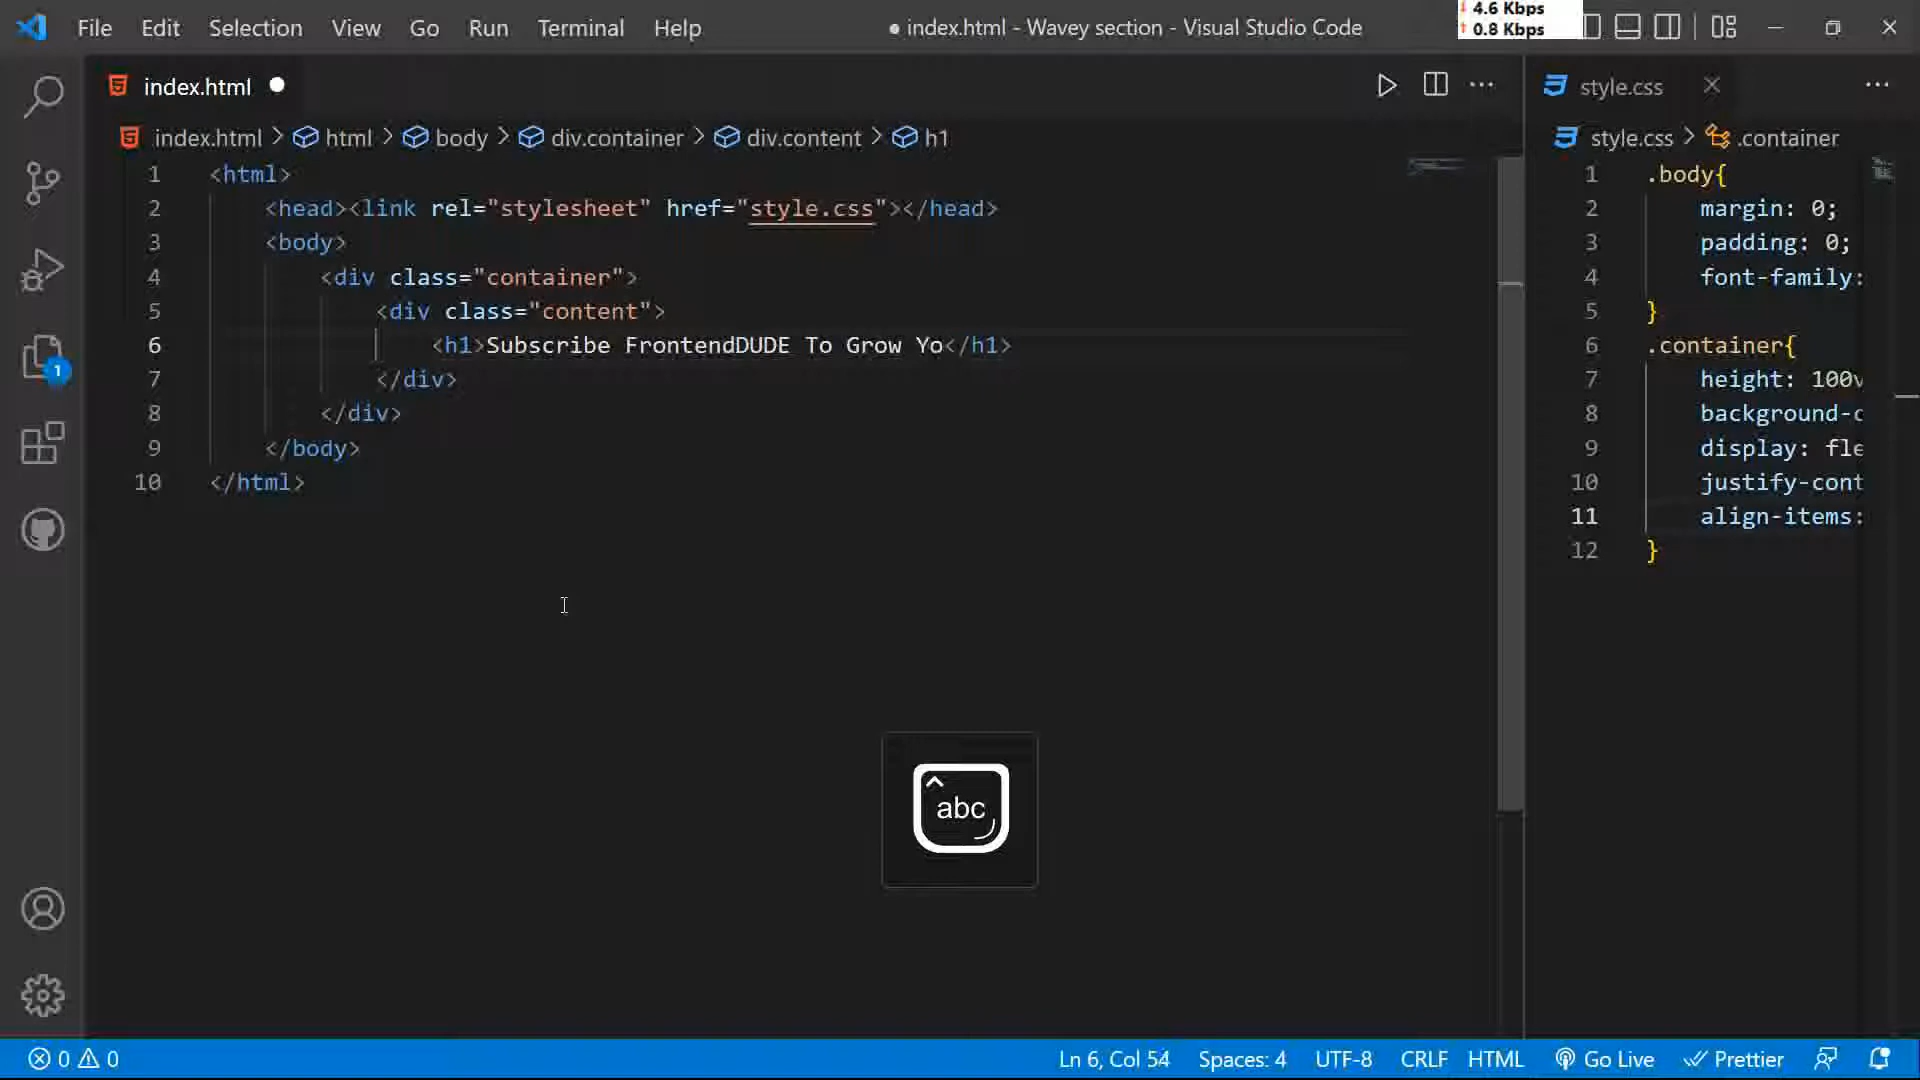 File Edit Selection View Go Run Terminal Help
● index.html - Wavey section - Visual Studio Code
4.6 Kbps
0.8 Kbps
index.html ●
index.html > html > body > div.container > div.content > h1
1 <html>
2 <head><link rel="stylesheet" href="style.css"></head>
3 <body>
4 <div class="container">
5 <div class="content">
6 <h1>Subscribe FrontendDUDE To Grow Yo</h1>
7 </div>
8 </div>
9 </body>
10 </html>
style.css
style.css > .container
1 .body{
2 margin: 0;
3 padding: 0;
4 font-family:
5 }
6 .container{
7 height: 100v
8 background-c
9 display: fle
10 justify-cont
11 align-items:
12 }
1
abc
0 0
Ln 6, Col 54 Spaces: 4 UTF-8 CRLF HTML Go Live Prettier